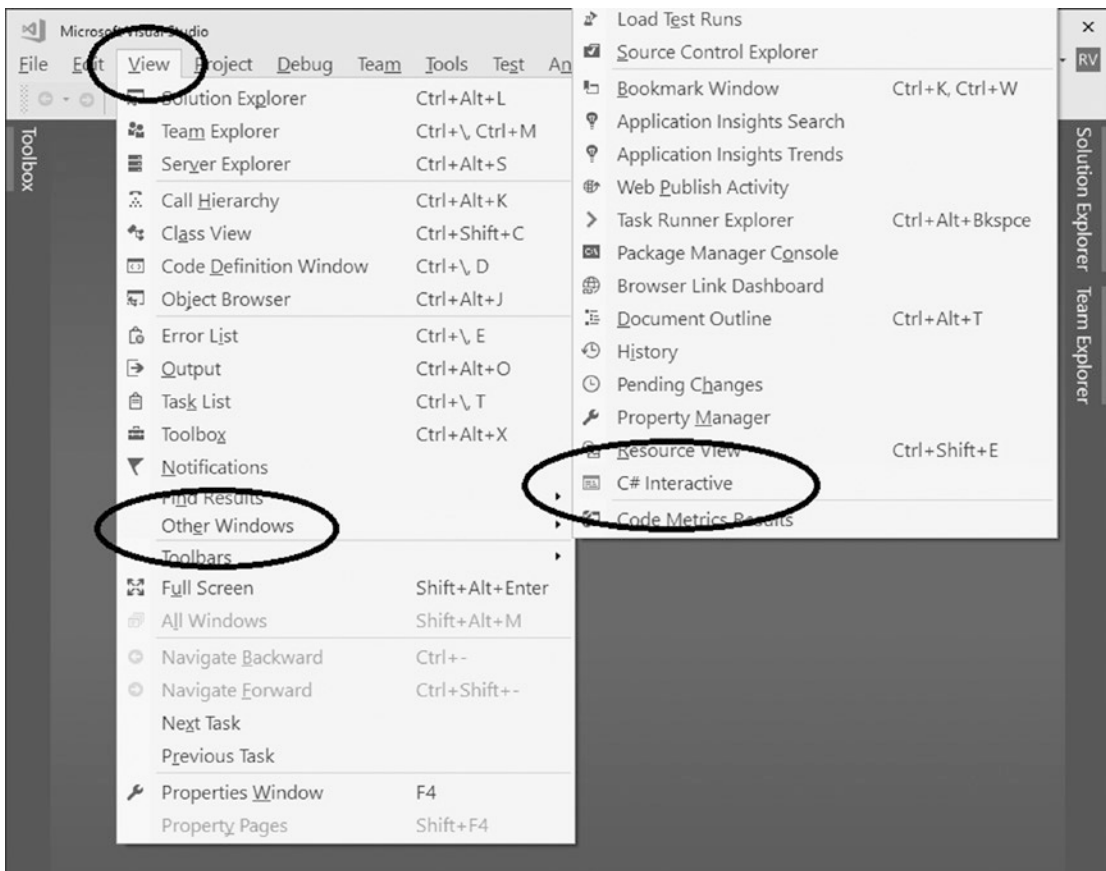 Microsoft Visual Studio
File Edit View Project Debug Team Tools Test An
RV
Toolbox
Solution Explorer Ctrl+Alt+L
Team Explorer Ctrl+\, Ctrl+M
Server Explorer Ctrl+Alt+S
Call Hierarchy Ctrl+Alt+K
Class View Ctrl+Shift+C
Code Definition Window Ctrl+\, D
Object Browser Ctrl+Alt+J
Error List Ctrl+\, E
Output Ctrl+Alt+O
Task List Ctrl+\, T
Toolbox Ctrl+Alt+X
Notifications
Find Results
Other Windows
Toolbars
Full Screen Shift+Alt+Enter
All Windows Shift+Alt+M
Navigate Backward Ctrl+-
Navigate Forward Ctrl+Shift+-
Next Task
Previous Task
Properties Window F4
Property Pages Shift+F4
Load Test Runs
Source Control Explorer
Bookmark Window Ctrl+K, Ctrl+W
Application Insights Search
Application Insights Trends
Web Publish Activity
Task Runner Explorer Ctrl+Alt+Bkspce
Package Manager Console
Browser Link Dashboard
Document Outline Ctrl+Alt+T
History
Pending Changes
Property Manager
Resource View Ctrl+Shift+E
C# Interactive
Code Metrics Results
Solution Explorer
Team Explorer